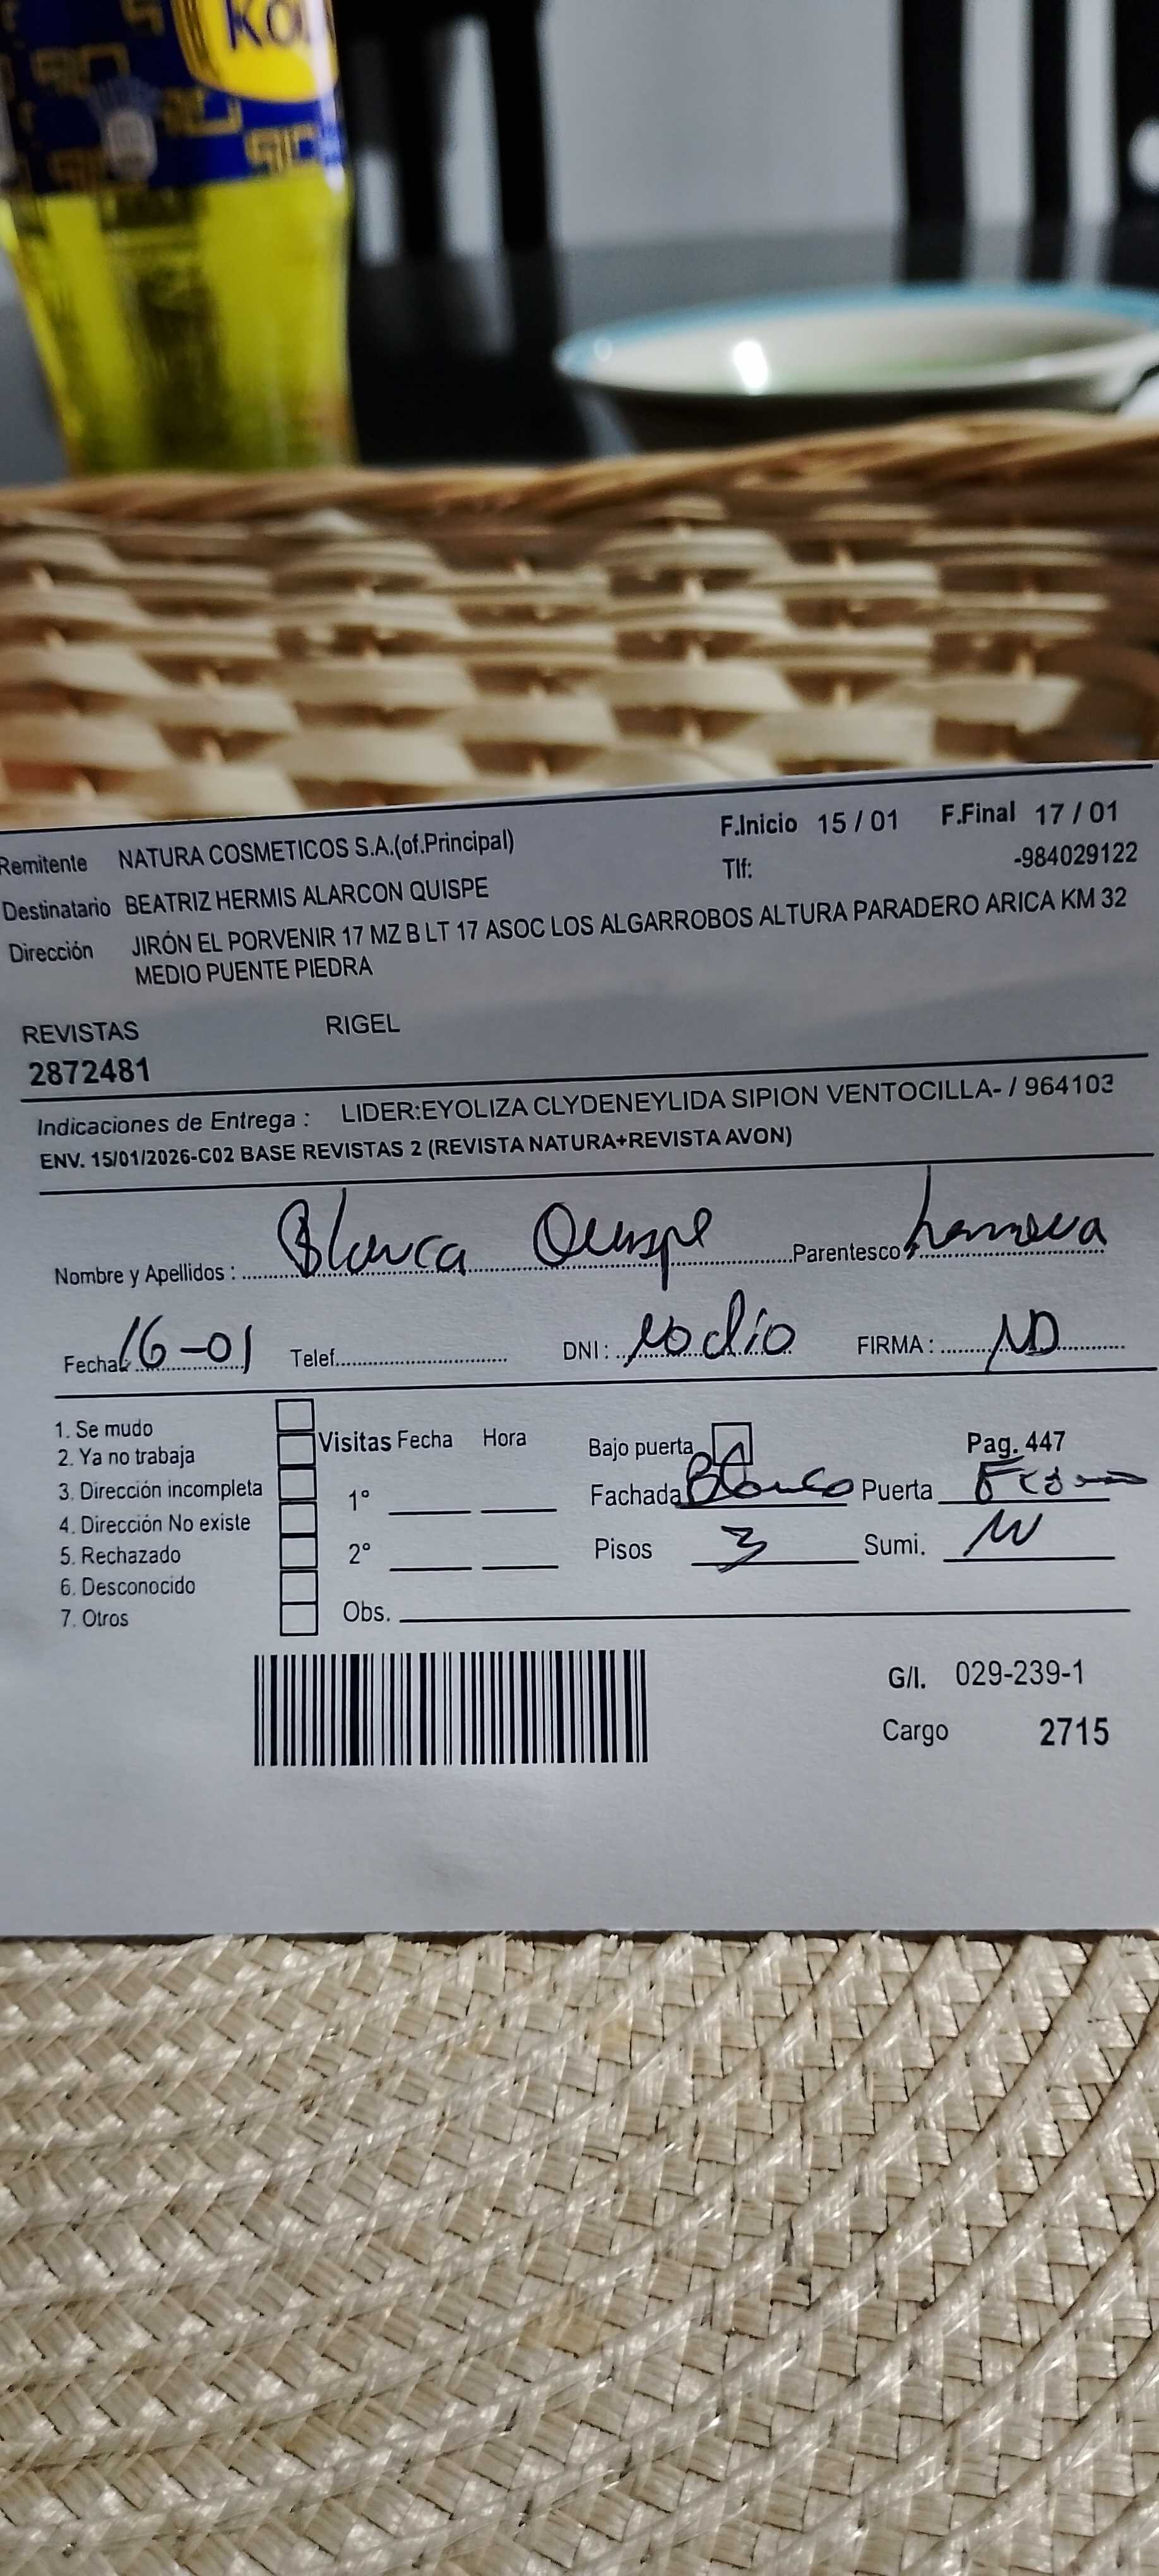 KOL
Remitente NATURA COSMETICOS S.A.(of.Principal) F.Inicio 15 / 01 F.Final 17 / 01
Tlf: -984029122
Destinatario BEATRIZ HERMIS ALARCON QUISPE
Dirección JIRÓN EL PORVENIR 17 MZ B LT 17 ASOC LOS ALGARROBOS ALTURA PARADERO ARICA KM 32
MEDIO PUENTE PIEDRA
REVISTAS RIGEL
2872481
Indicaciones de Entrega : LIDER:EYOLIZA CLYDENEYLIDA SIPION VENTOCILLA- / 964103
ENV. 15/01/2026-C02 BASE REVISTAS 2 (REVISTA NATURA+REVISTA AVON)
Nombre y Apellidos : Blanca Quispe Parentesco
Fecha: 16-01 Telef. DNI : No dio FIRMA : ND
1. Se mudo
2. Ya no trabaja
3. Dirección incompleta
4. Dirección No existe
5. Rechazado
6. Desconocido
7. Otros
Visitas Fecha Hora
1°
2°
Obs.
Bajo puerta Pag. 447
Fachada Blanco Puerta
Pisos 3 Sumi.
G/I. 029-239-1
Cargo 2715